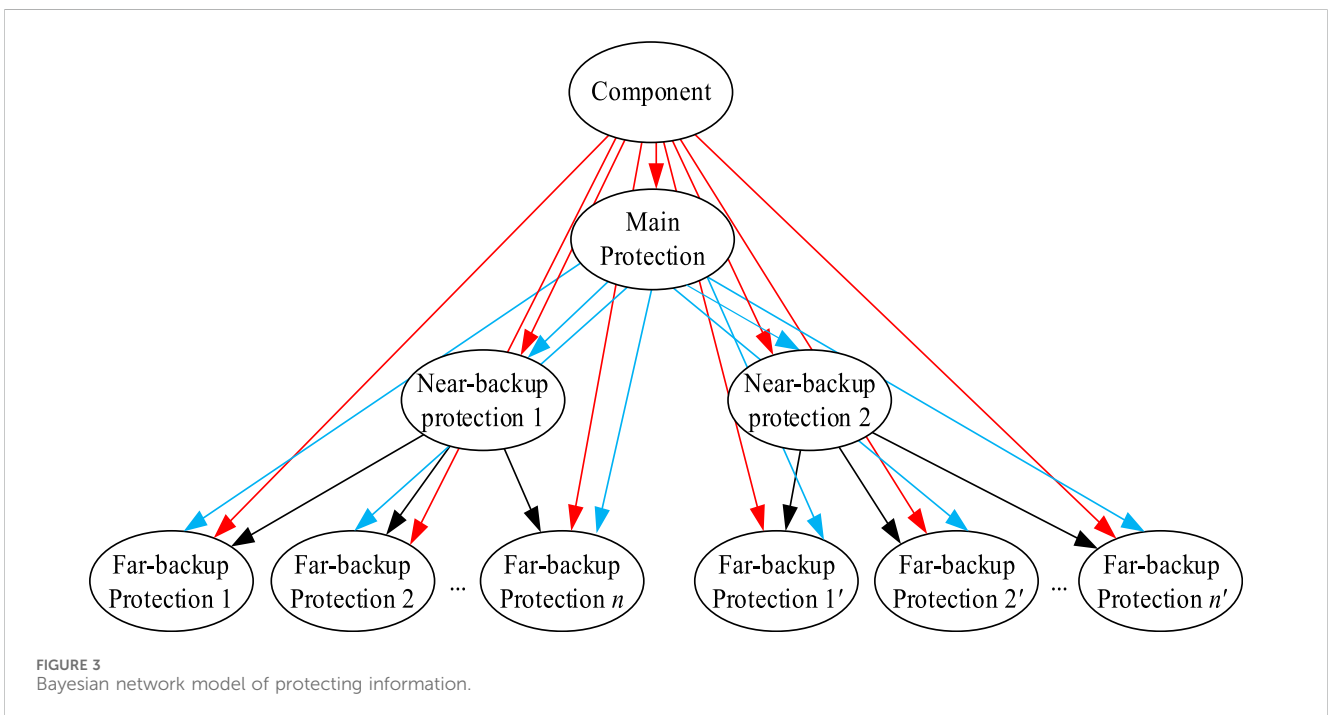 Component
Main
Protection
Near-backup
protection 1
Near-backup
protection 2
Far-backup
Protection 1
Far-backup
Protection 2
...
Far-backup
Protection n
Far-backup
Protection 1′
Far-backup
Protection 2′
...
Far-backup
Protection n′
FIGURE 3
Bayesian network model of protecting information.